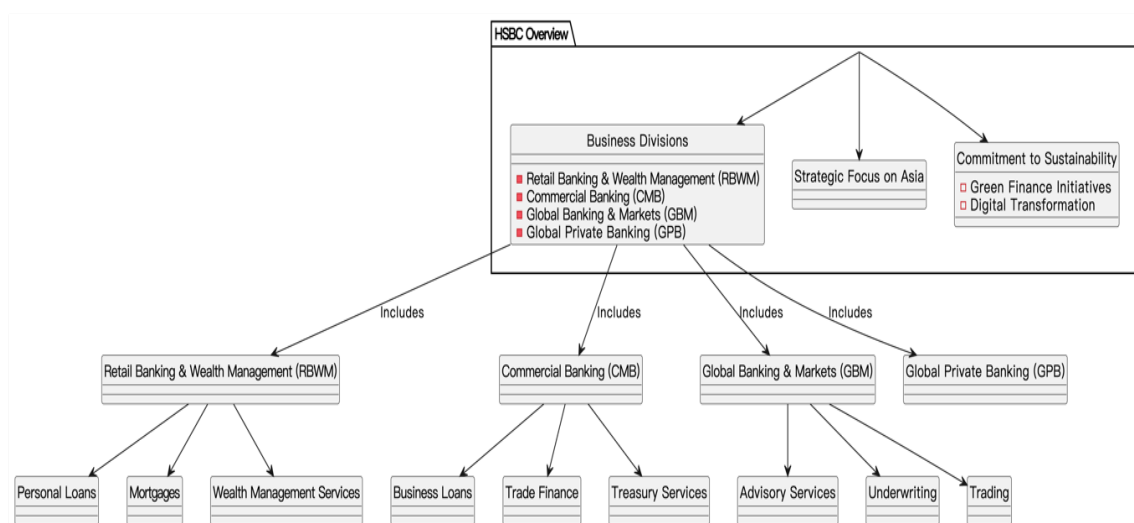 HSBC Overview
Business Divisions
Retail Banking & Wealth Management (RBWM)
Commercial Banking (CMB)
Global Banking & Markets (GBM)
Global Private Banking (GPB)
Strategic Focus on Asia
Commitment to Sustainability
Green Finance Initiatives
Digital Transformation
Includes
Includes
Includes
Includes
Retail Banking & Wealth Management (RBWM)
Commercial Banking (CMB)
Global Banking & Markets (GBM)
Global Private Banking (GPB)
Personal Loans
Mortgages
Wealth Management Services
Business Loans
Trade Finance
Treasury Services
Advisory Services
Underwriting
Trading